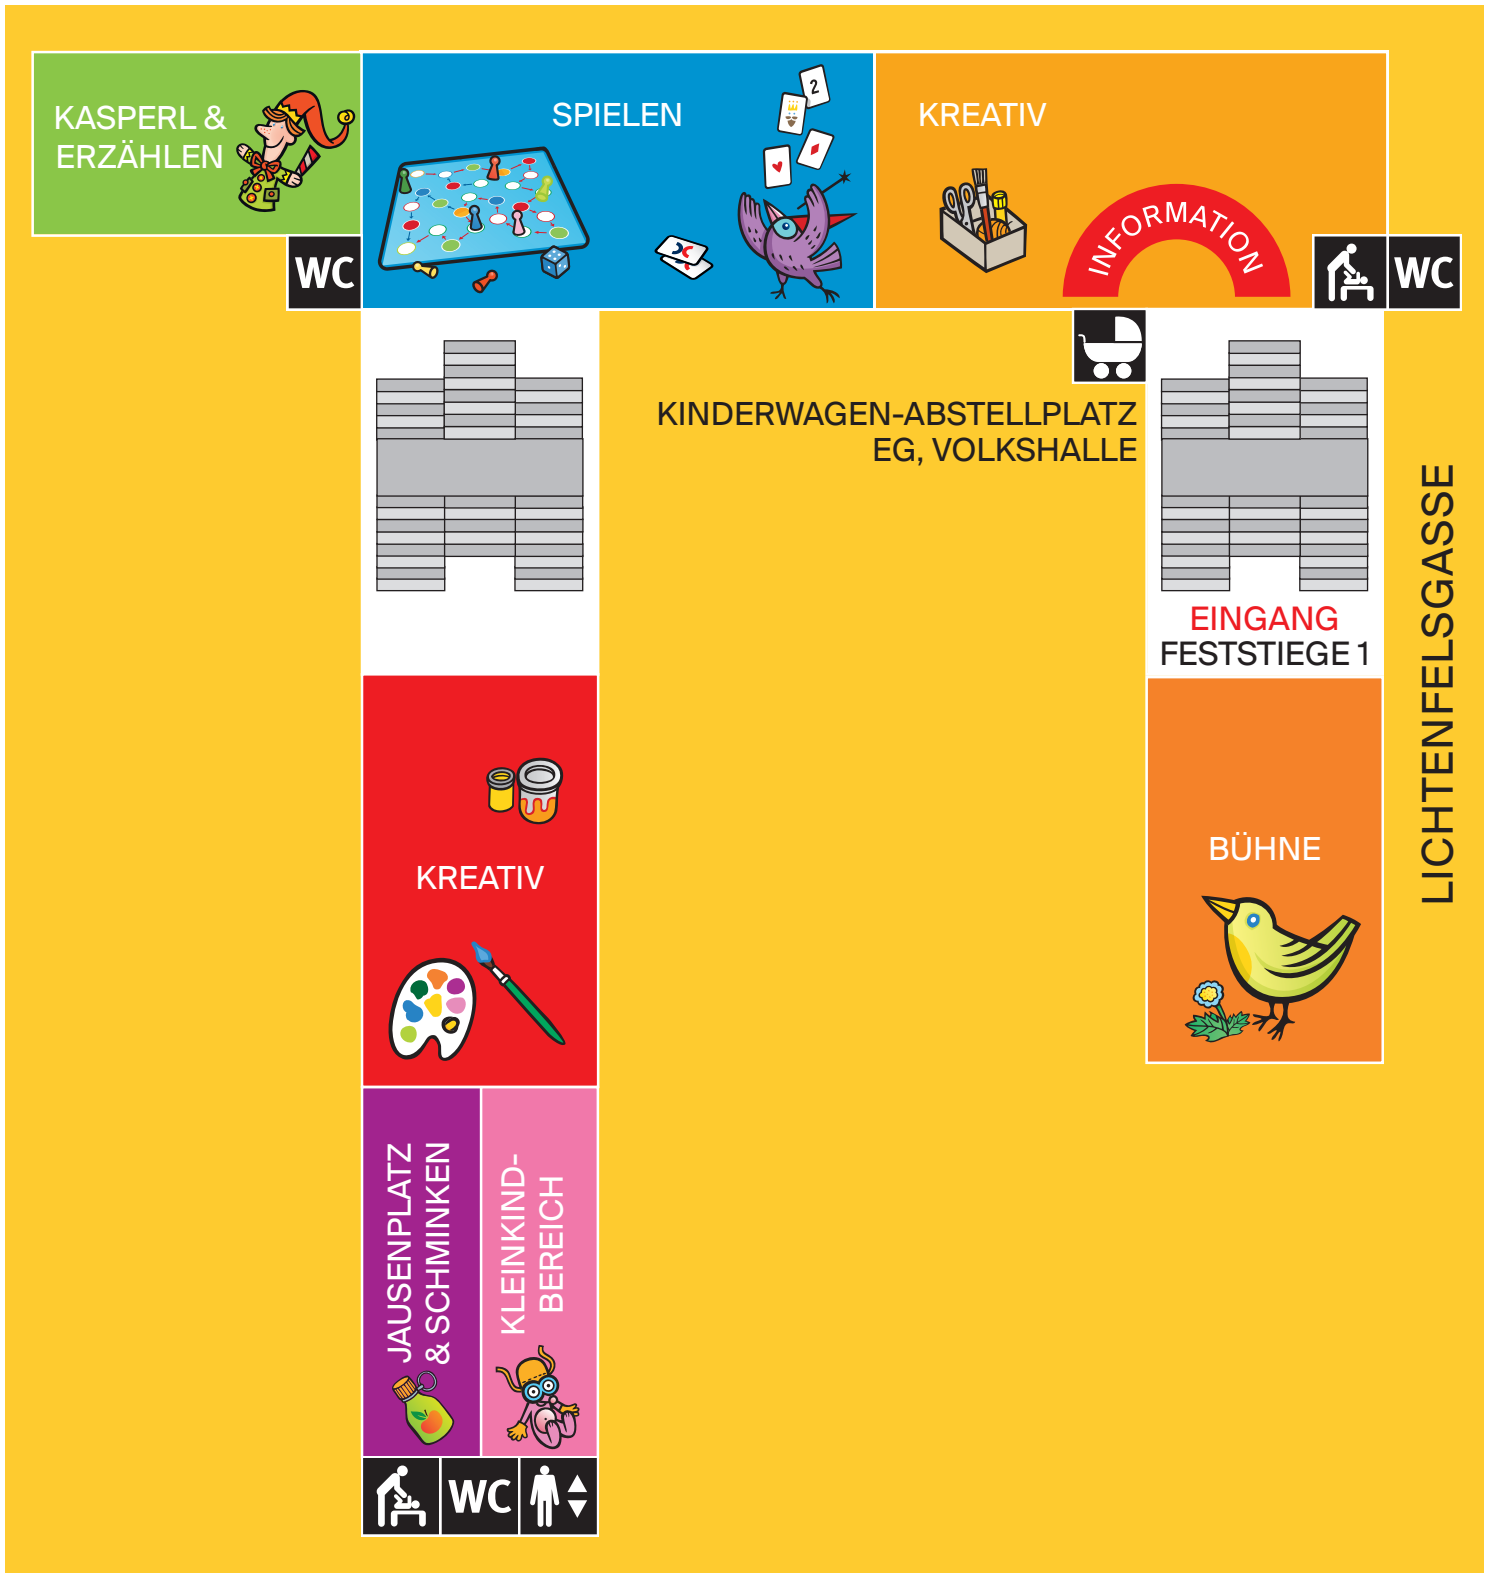 KASPERL &
ERZÄHLEN
SPIELEN
2
KREATIV
INFORMATION
WC
WC
KINDERWAGEN-ABSTELLPLATZ
EG, VOLKSHALLE
EINGANG
FESTSTIEGE 1
LICHTENFELSGASSE
KREATIV
BÜHNE
JAUSENPLATZ
& SCHMINKEN
KLEINKIND-
BEREICH
WC